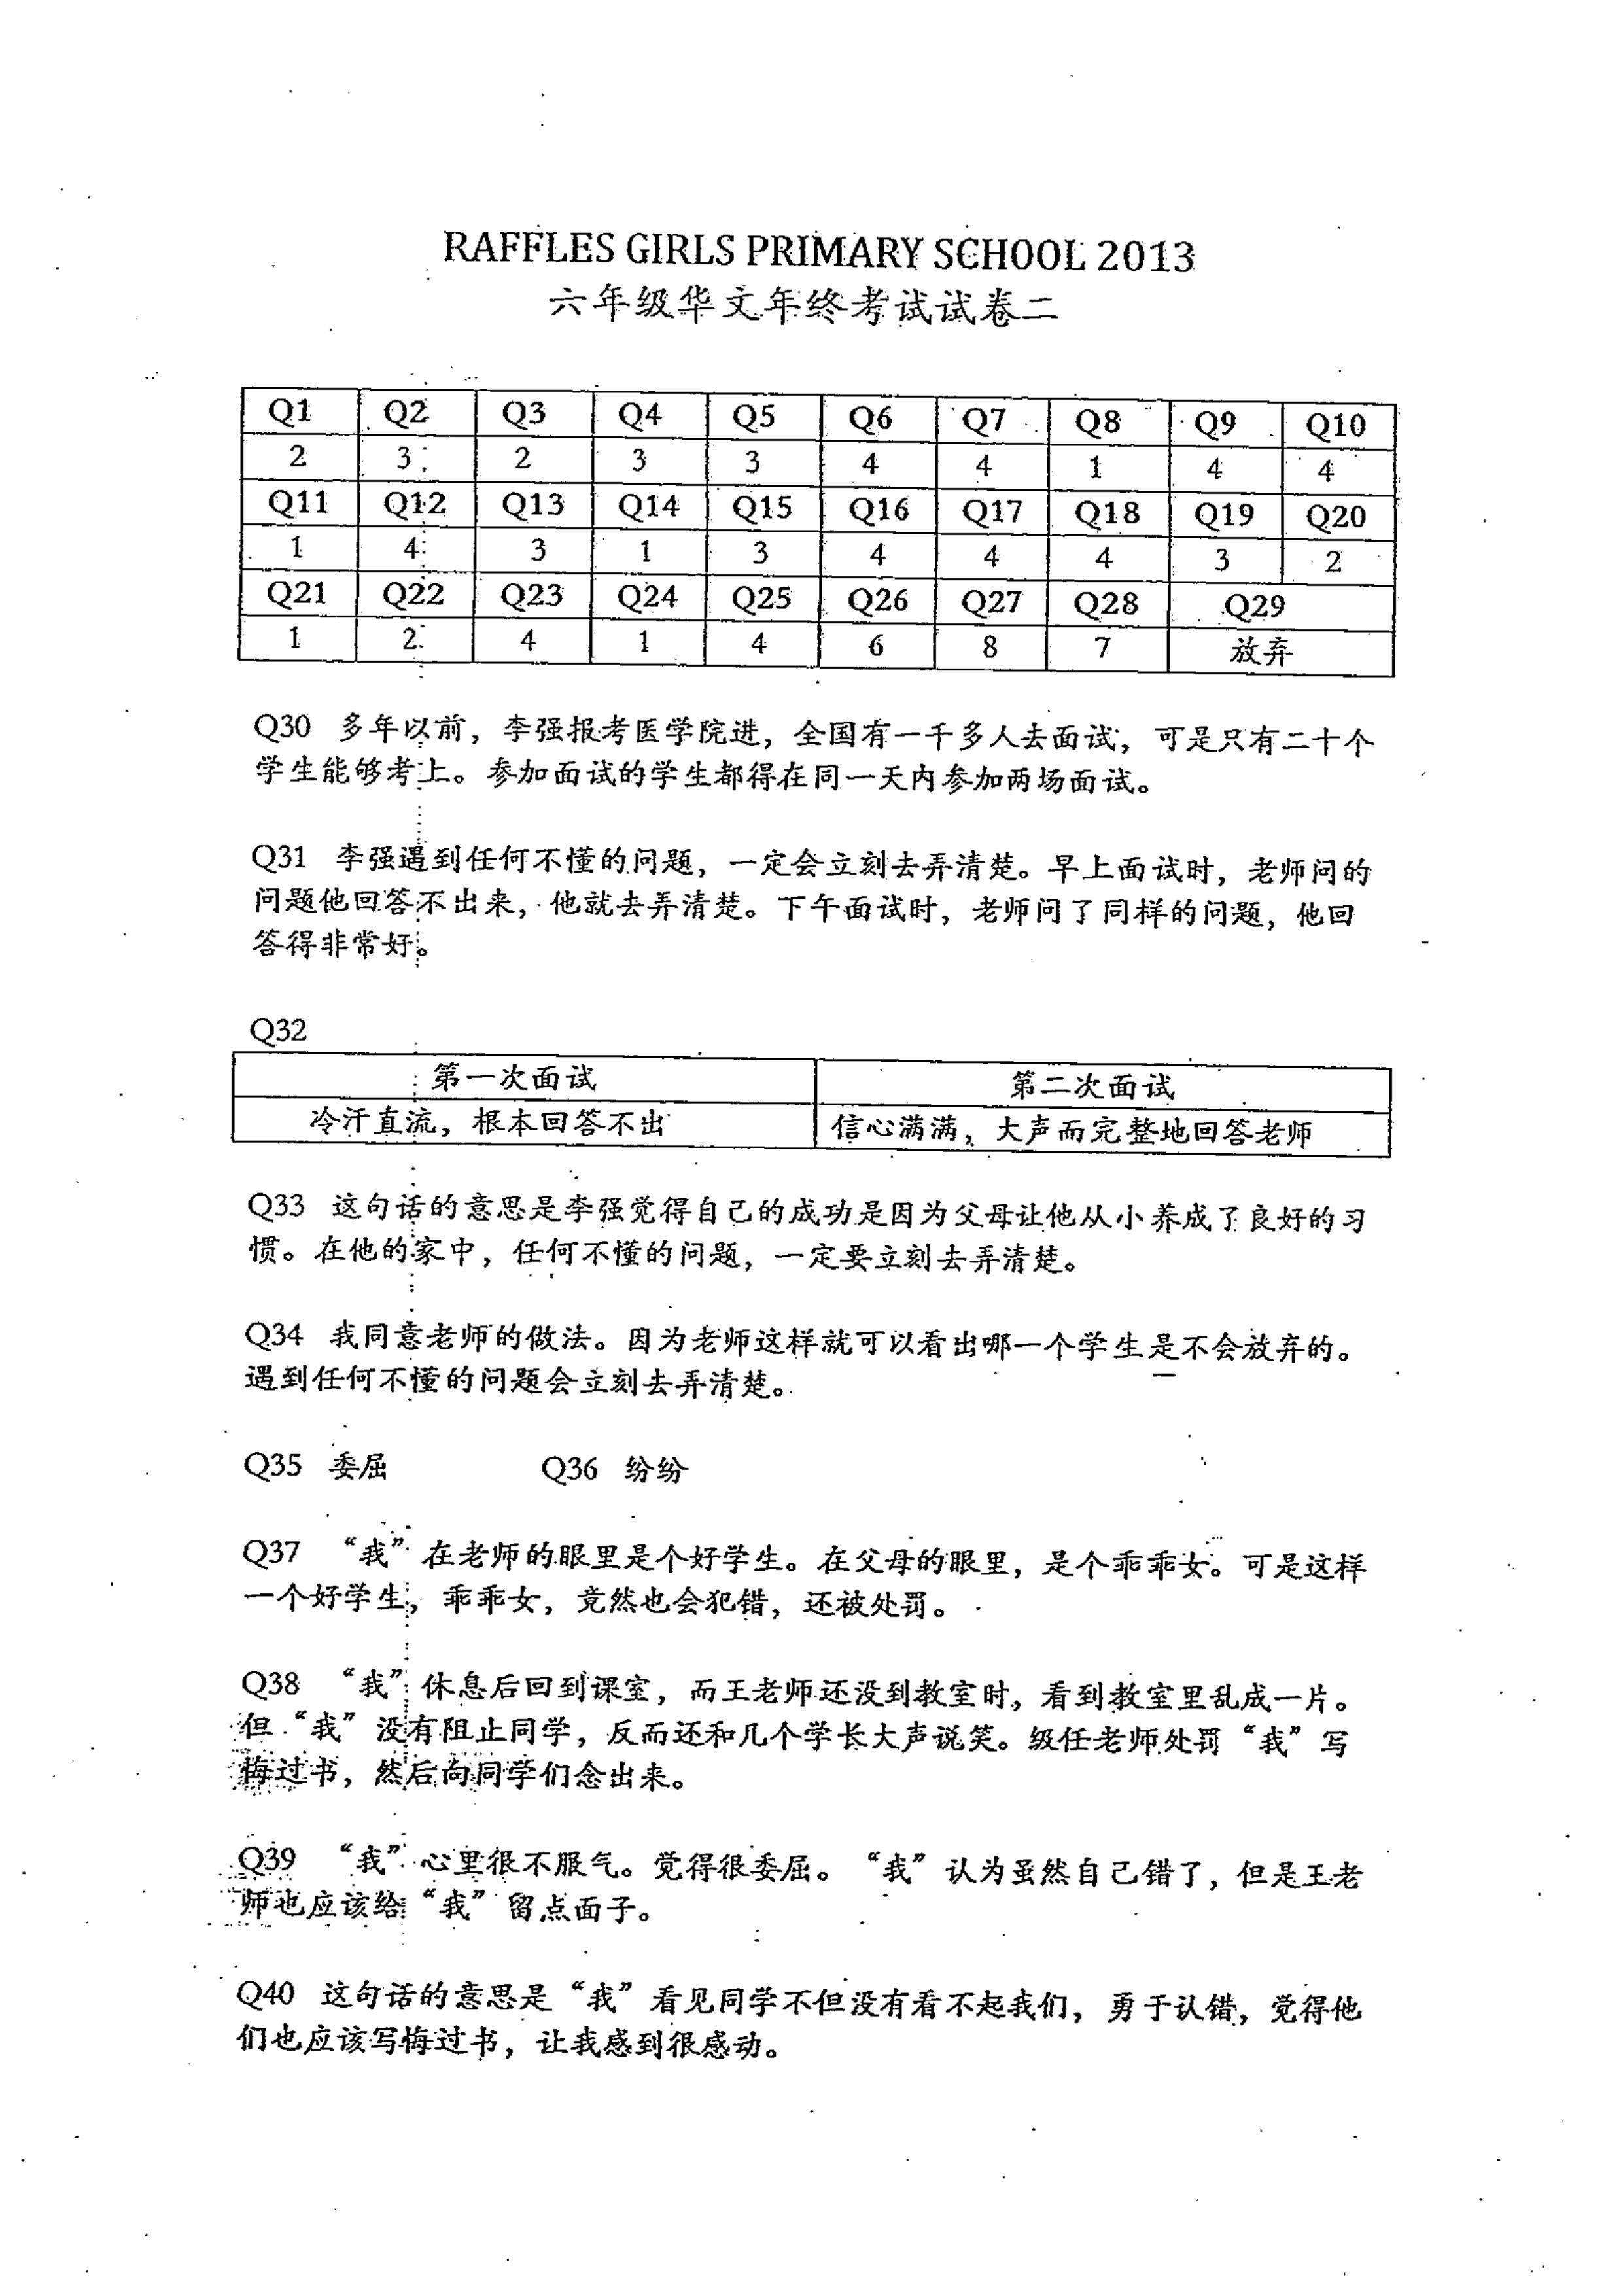 RAFFLES GIRLS PRIMARY SCHOOL 2013
六年级华文年终考试试卷二
Q1 Q2 Q3 Q4 Q5 Q6 Q7 Q8 Q9 Q10
2 3 2 3 3 4 4 1 4 4
Q11 Q12 Q13 Q14 Q15 Q16 Q17 Q18 Q19 Q20
1 4 3 1 3 4 4 4 3 2
Q21 Q22 Q23 Q24 Q25 Q26 Q27 Q28 Q29
1 2 4 1 4 6 8 7 放弃
Q30 多年以前，李强报考医学院进，全国有一千多人去面试，可是只有二十个
学生能够考上。参加面试的学生都得在同一天内参加两场面试。
Q31 李强遇到任何不懂的问题，一定会立刻去弄清楚。早上面试时，老师问的
问题他回答不出来，他就去弄清楚。下午面试时，老师问了同样的问题，他回
答得非常好。
Q32
第一次面试 第二次面试
冷汗直流，根本回答不出 信心满满，大声而完整地回答老师
Q33 这句话的意思是李强觉得自己的成功是因为父母让他从小养成了良好的习
惯。在他的家中，任何不懂的问题，一定要立刻去弄清楚。
Q34 我同意老师的做法。因为老师这样就可以看出哪一个学生是不会放弃的。
遇到任何不懂的问题会立刻去弄清楚。
Q35 委屈 Q36 纷纷
Q37 “我”在老师的眼里是个好学生。在父母的眼里，是个乖乖女。可是这样
一个好学生，乖乖女，竟然也会犯错，还被处罚。
Q38 “我”休息后回到课室，而王老师还没到教室时，看到教室里乱成一片。
但“我”没有阻止同学，反而还和几个学长大声说笑。级任老师处罚“我”写
悔过书，然后向同学们念出来。
Q39 “我”心里很不服气。觉得很委屈。“我”认为虽然自己错了，但是王老
师也应该给“我”留点面子。
Q40 这句话的意思是“我”看见同学不但没有看不起我们，勇于认错，觉得他
们也应该写悔过书，让我感到很感动。